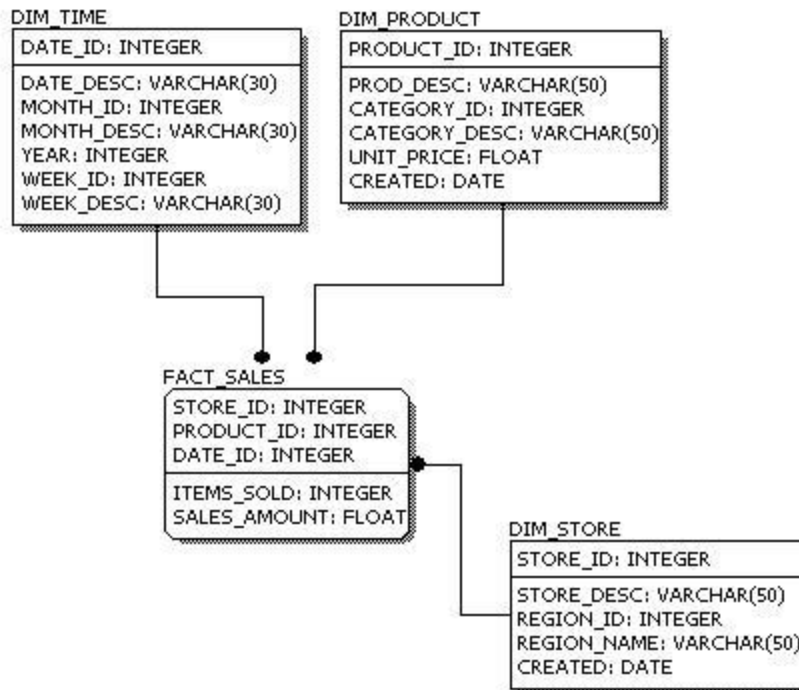 DIM_TIME
DATE_ID: INTEGER
DATE_DESC: VARCHAR(30)
MONTH_ID: INTEGER
MONTH_DESC: VARCHAR(30)
YEAR: INTEGER
WEEK_ID: INTEGER
WEEK_DESC: VARCHAR(30)
DIM_PRODUCT
PRODUCT_ID: INTEGER
PROD_DESC: VARCHAR(50)
CATEGORY_ID: INTEGER
CATEGORY_DESC: VARCHAR(50)
UNIT_PRICE: FLOAT
CREATED: DATE
FACT_SALES
STORE_ID: INTEGER
PRODUCT_ID: INTEGER
DATE_ID: INTEGER
ITEMS_SOLD: INTEGER
SALES_AMOUNT: FLOAT
DIM_STORE
STORE_ID: INTEGER
STORE_DESC: VARCHAR(50)
REGION_ID: INTEGER
REGION_NAME: VARCHAR(50)
CREATED: DATE